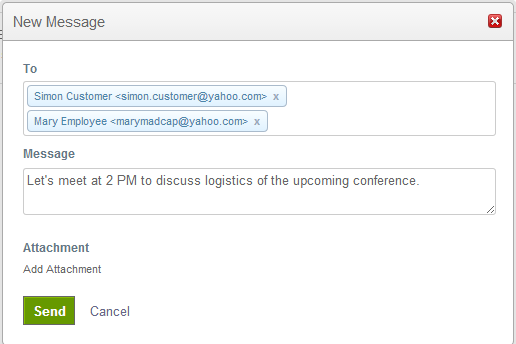 New Message
To
Simon Customer <simon.customer@yahoo.com> x
Mary Employee <marymadcap@yahoo.com> x
Message
Let's meet at 2 PM to discuss logistics of the upcoming conference.
Attachment
Add Attachment
Send Cancel